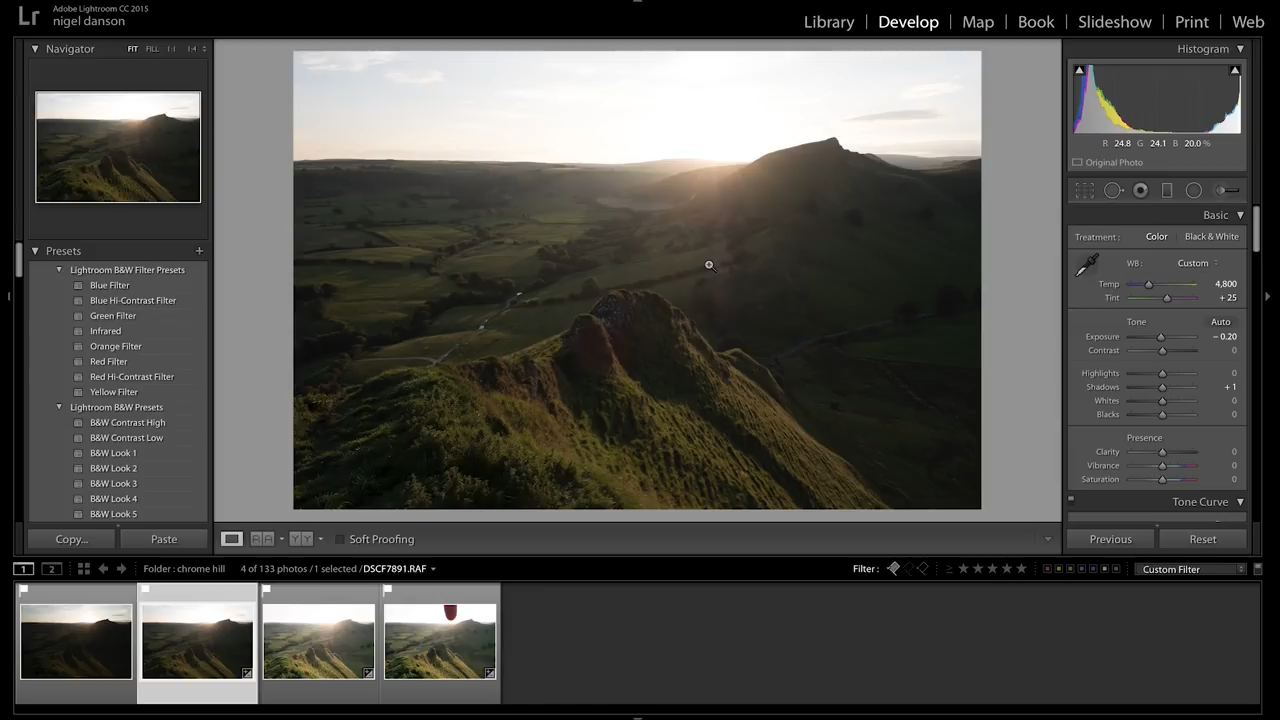 Lr
Adobe Lightroom CC 2015
nigel danson
Library | Develop | Map | Book | Slideshow | Print | Web
Navigator
FIT FILL 1:1 1:4
Presets +
Lightroom B&W Filter Presets
Blue Filter
Blue Hi-Contrast Filter
Green Filter
Infrared
Orange Filter
Red Filter
Red Hi-Contrast Filter
Yellow Filter
Lightroom B&W Presets
B&W Contrast High
B&W Contrast Low
B&W Look 1
B&W Look 2
B&W Look 3
B&W Look 4
B&W Look 5
Copy... Paste
Soft Proofing
Histogram
R 24.8 G 24.1 B 20.0 %
Original Photo
Basic
Treatment : Color Black & White
WB : Custom
Temp 4,800
Tint + 25
Tone Auto
Exposure – 0.20
Contrast 0
Highlights 0
Shadows + 1
Whites 0
Blacks 0
Presence
Clarity 0
Vibrance 0
Saturation 0
Tone Curve
Previous Reset
1 2 Folder : chrome hill 4 of 133 photos / 1 selected / DSCF7891.RAF Filter : ≥ Custom Filter